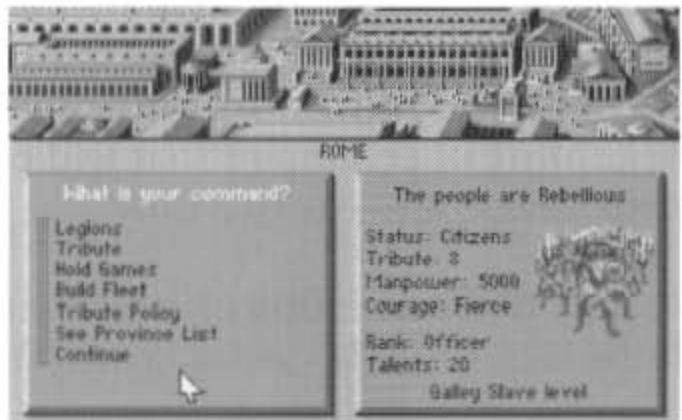 ROME
What is your command?
Legions
Tribute
Hold Games
Build Fleet
Tribute Policy
See Province List
Continue
The people are Rebellious
Status: Citizens
Tribute: 8
Manpower: 5000
Courage: Fierce
Rank: Officer
Talents: 20
Galley Slave level